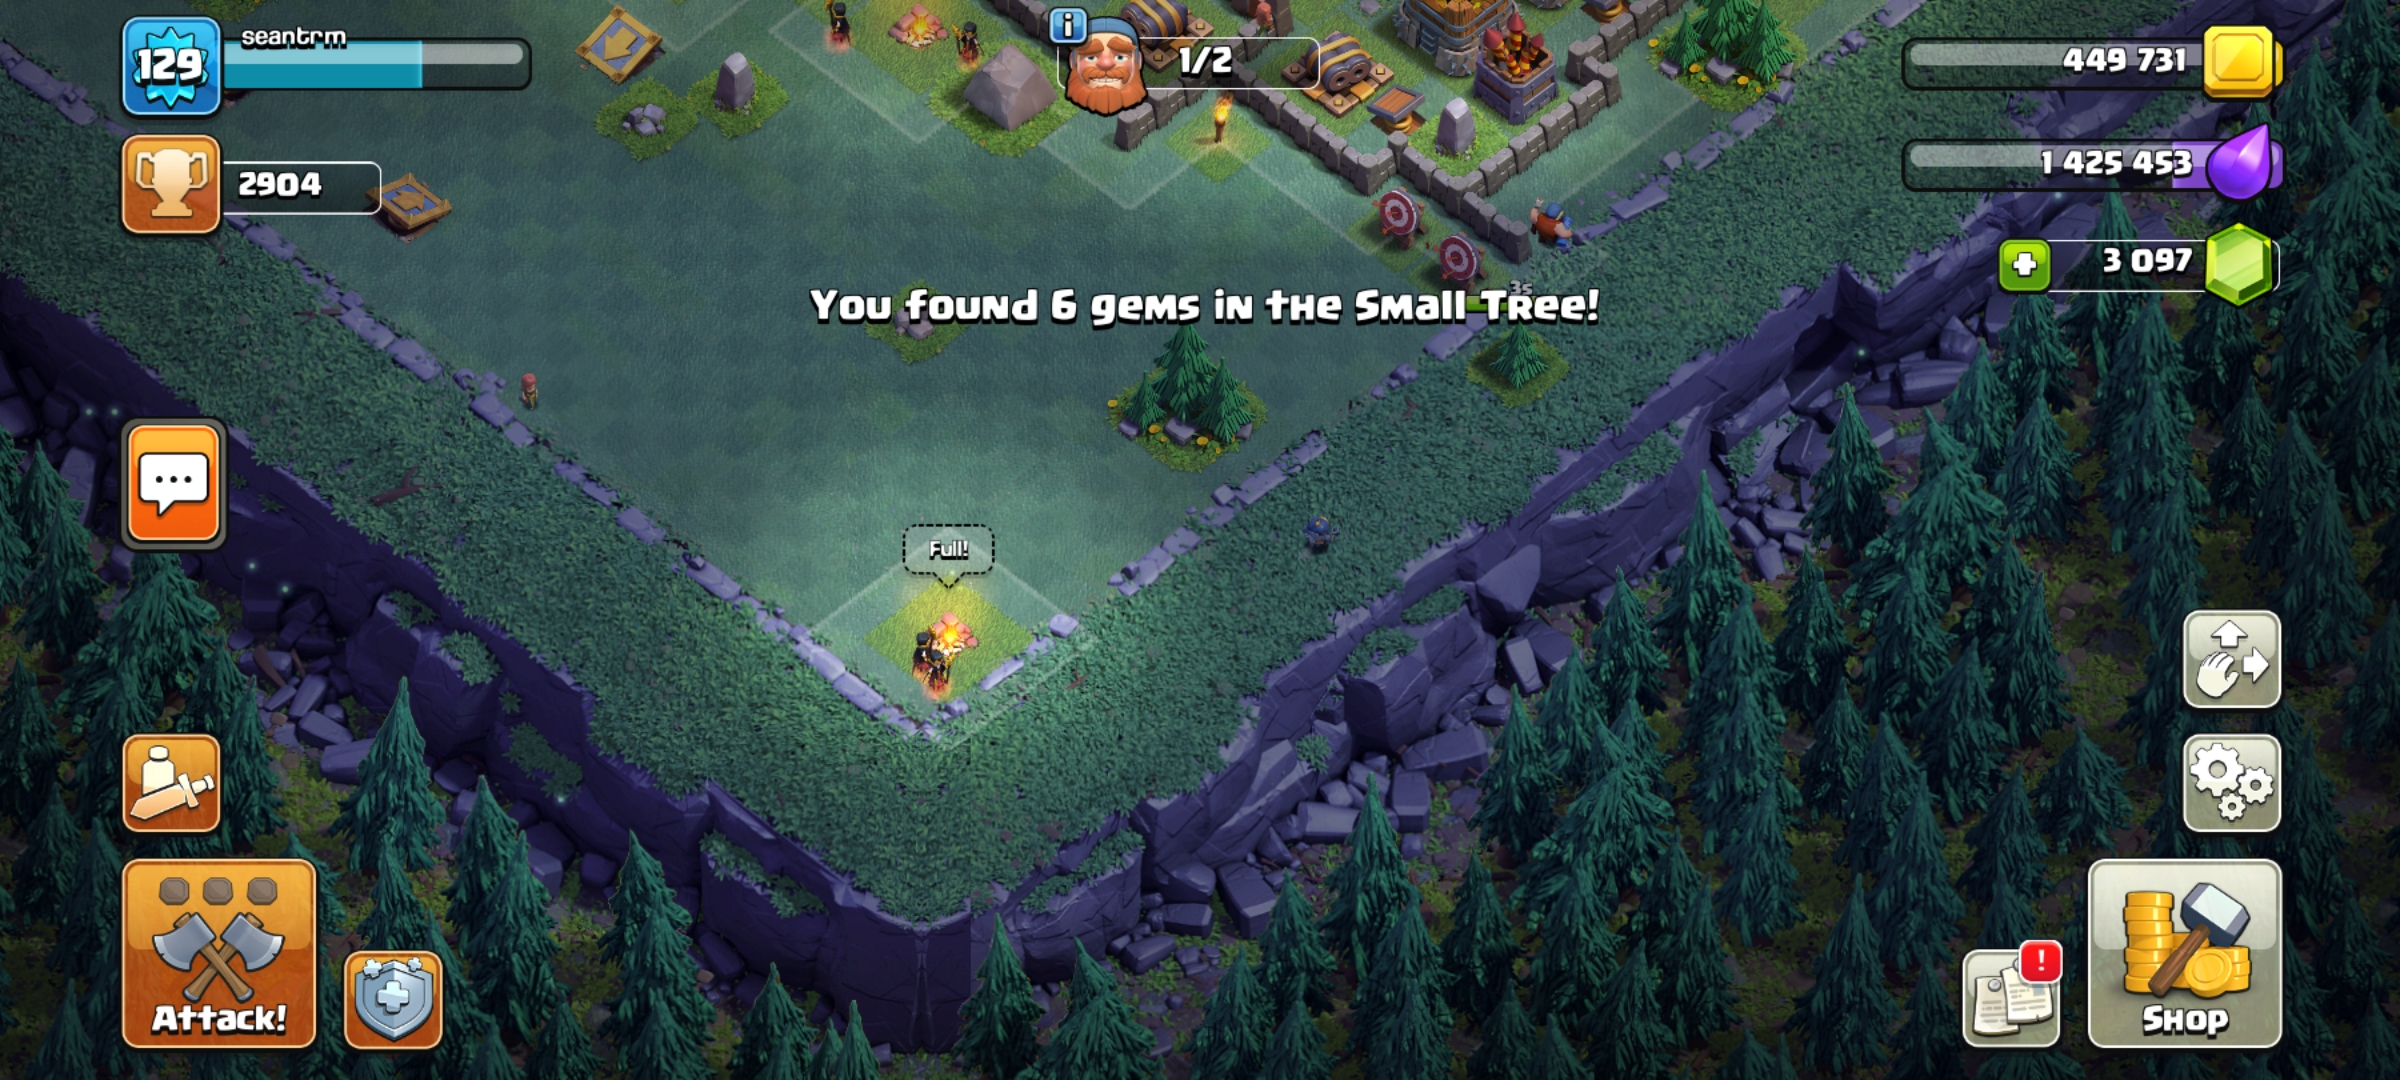 129
seantrm
i
1/2
449 731
2904
1 425 453
+
3 097
3s
You found 6 gems in the Small Tree!
...
Full!
Attack!
!
Shop